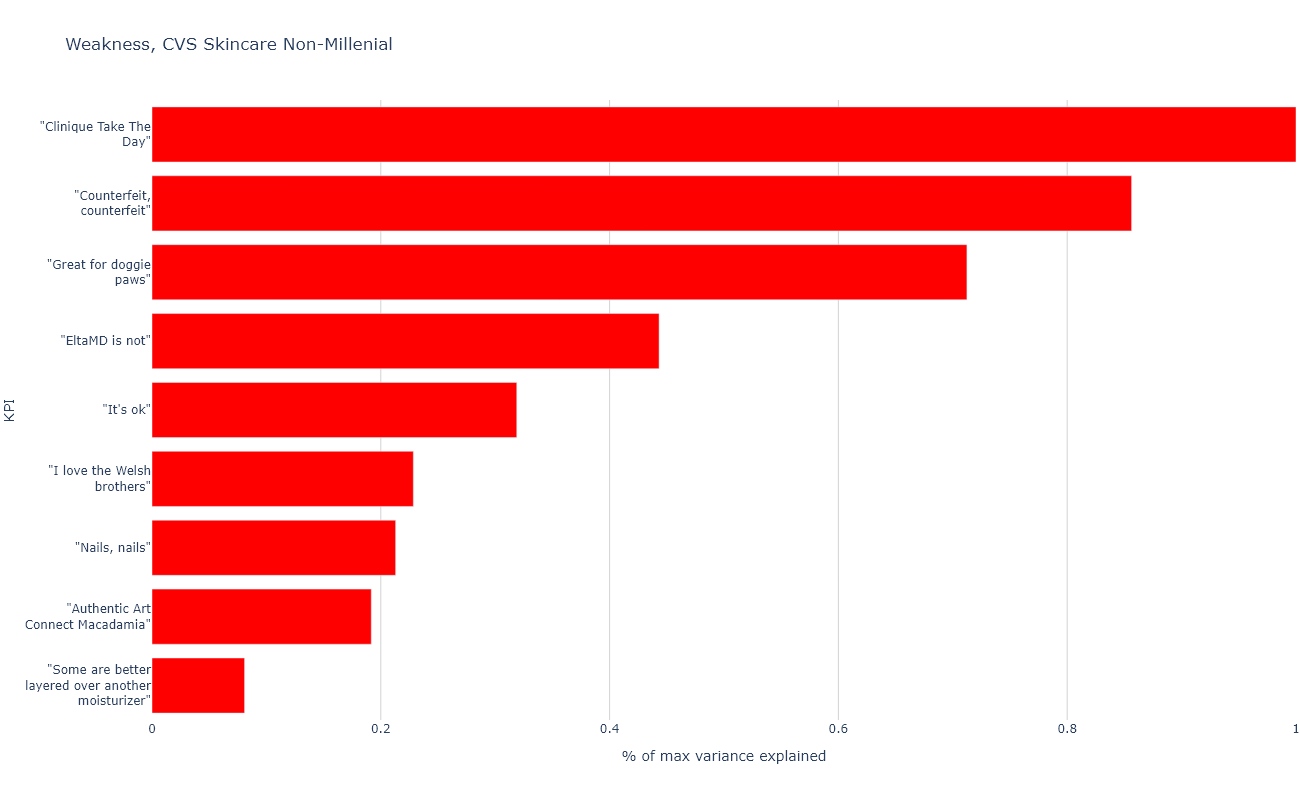 Weakness, CVS Skincare Non-Millenial
"Clinique Take The
Day"
"Counterfeit,
counterfeit"
"Great for doggie
paws"
"EltaMD is not"
"It's ok"
"I love the Welsh
brothers"
"Nails, nails"
"Authentic Art
Connect Macadamia"
"Some are better
layered over another
moisturizer"
KPI
0 0.2 0.4 0.6 0.8 1
% of max variance explained